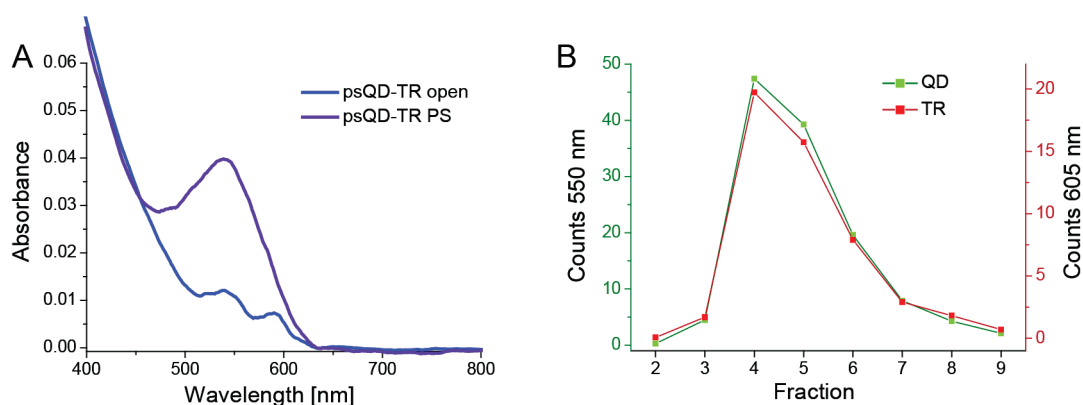 A
0.06
0.05
0.04
0.03
0.02
0.01
0.00
Absorbance
400
500
600
700
800
Wavelength [nm]
psQD-TR open
psQD-TR PS
B
50
40
30
20
10
0
Counts 550 nm
QD
TR
20
15
10
5
0
Counts 605 nm
2
3
4
5
6
7
8
9
Fraction